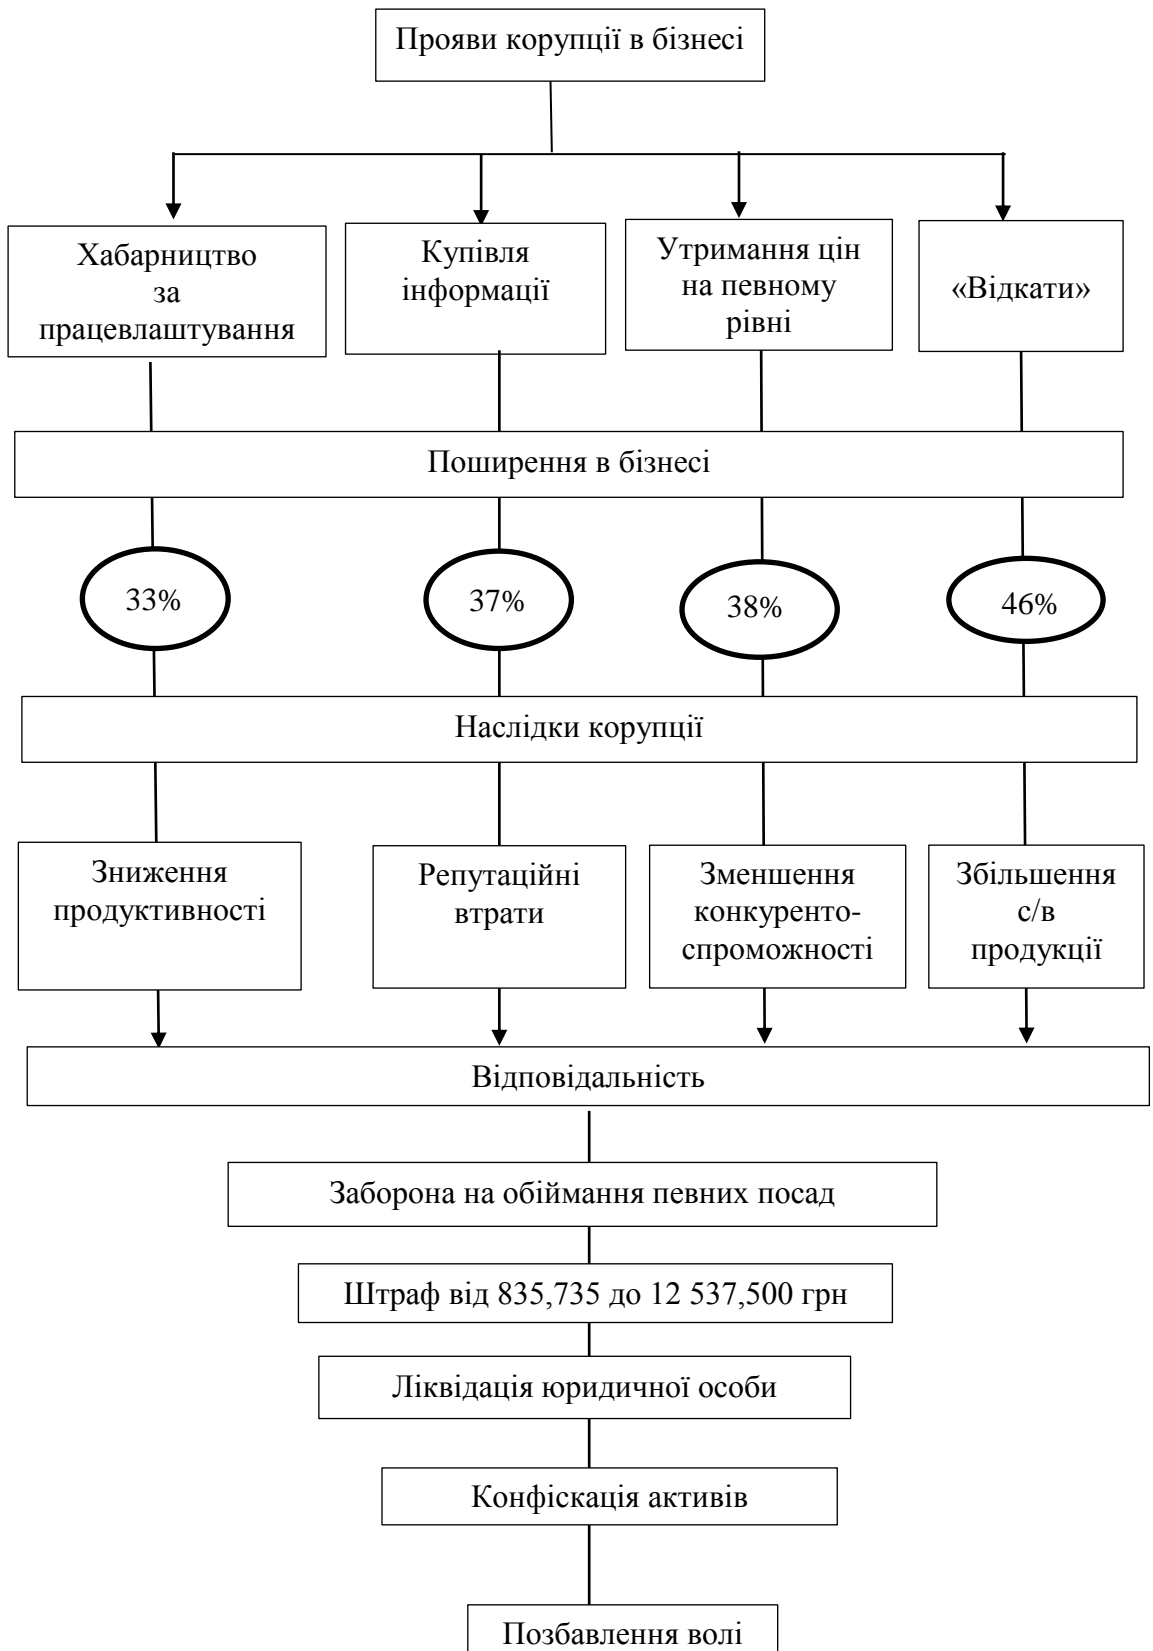 Прояви корупції в бізнесі
Хабарництво
за
працевлаштування
Купівля
інформації
Утримання цін
на певному
рівні
«Відкати»
Поширення в бізнесі
33%
37%
38%
46%
Наслідки корупції
Зниження
продуктивності
Репутаційні
втрати
Зменшення
конкуренто-
спроможності
Збільшення
с/в
продукції
Відповідальність
Заборона на обіймання певних посад
Штраф від 835,735 до 12 537,500 грн
Ліквідація юридичної особи
Конфіскація активів
Позбавлення волі